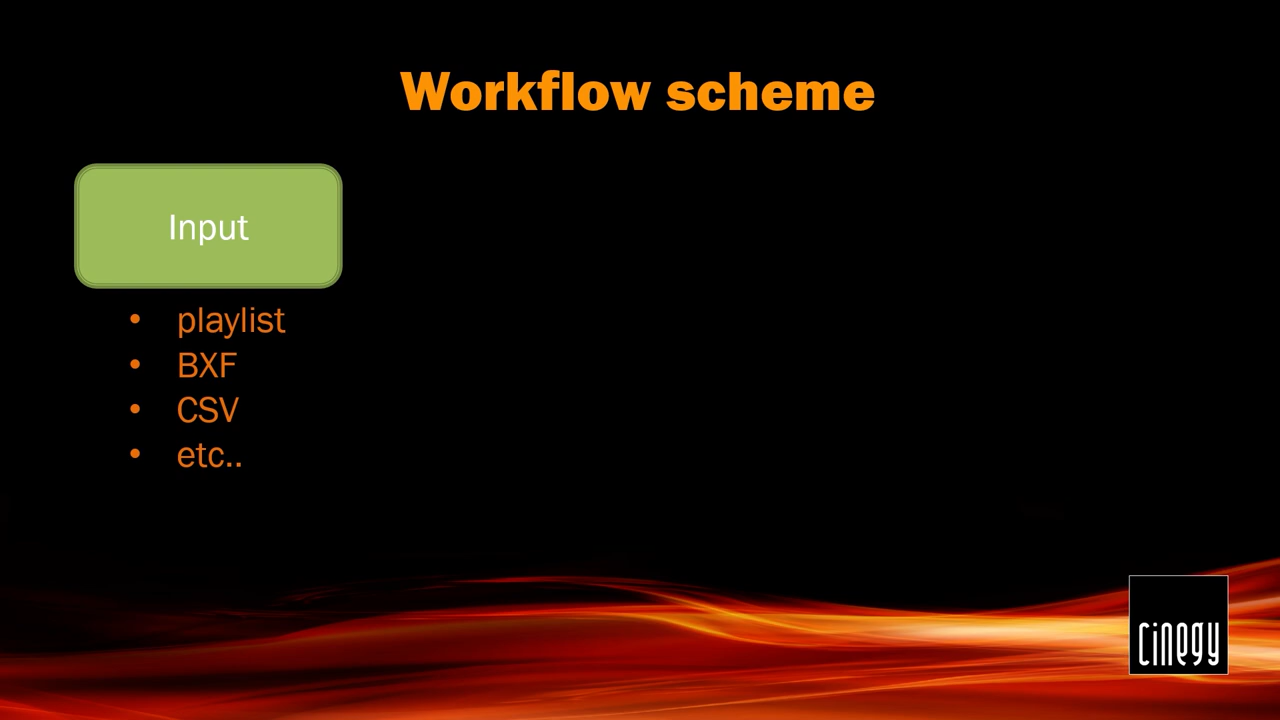 Workflow scheme
Input
• playlist
• BXF
• CSV
• etc..
cinegy